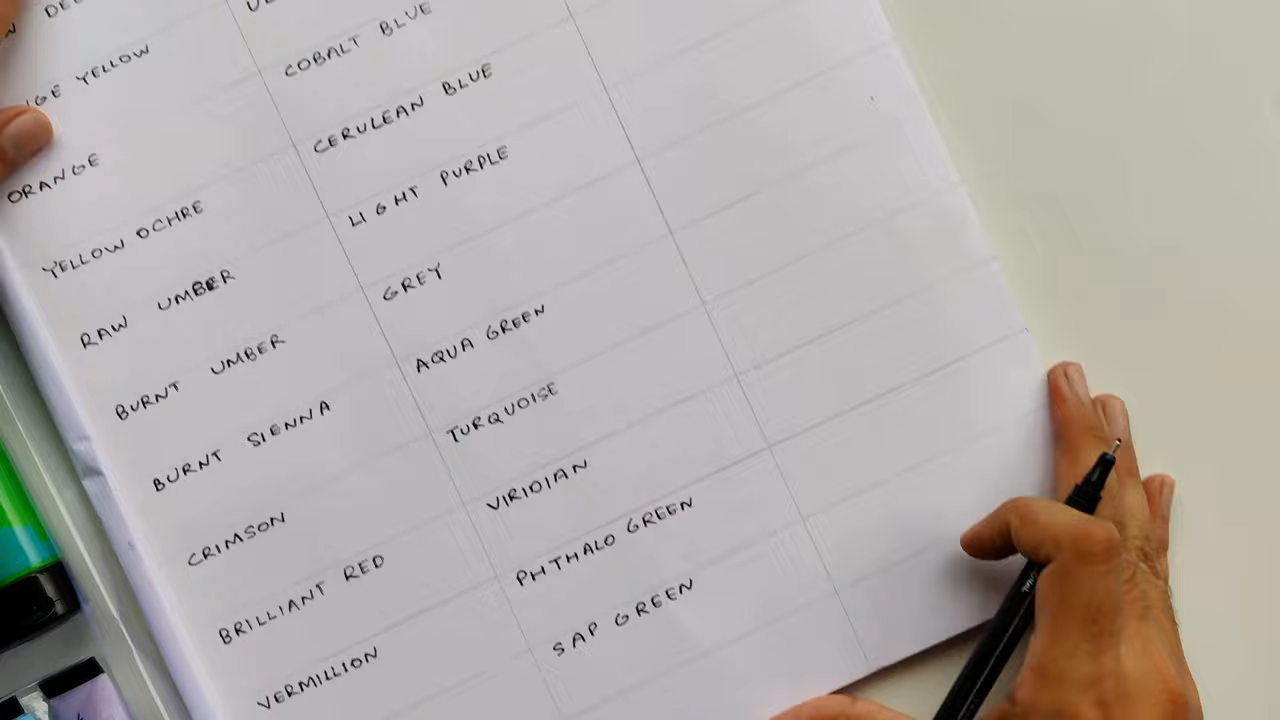 ORANGE
YELLOW OCHRE
RAW UMBER
BURNT UMBER
BURNT SIENNA
CRIMSON
BRILLIANT RED
VERMILLION
COBALT BLUE
CERULEAN BLUE
LIGHT PURPLE
GREY
AQUA GREEN
TURQUOISE
VIRIDIAN
PHTHALO GREEN
SAP GREEN